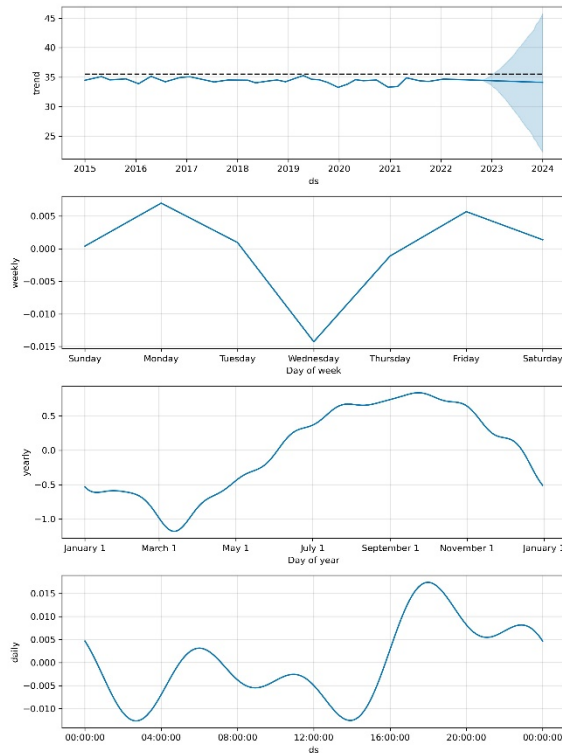 45
40
35
30
25
trend
2015 2016 2017 2018 2019 2020 2021 2022 2023 2024
ds
0.005
0.000
−0.005
−0.010
−0.015
weekly
Sunday Monday Tuesday Wednesday Thursday Friday Saturday
Day of week
0.5
0.0
−0.5
−1.0
yearly
January 1 March 1 May 1 July 1 September 1 November 1 January 1
Day of year
0.015
0.010
0.005
0.000
−0.005
−0.010
daily
00:00:00 04:00:00 08:00:00 12:00:00 16:00:00 20:00:00 00:00:00
ds